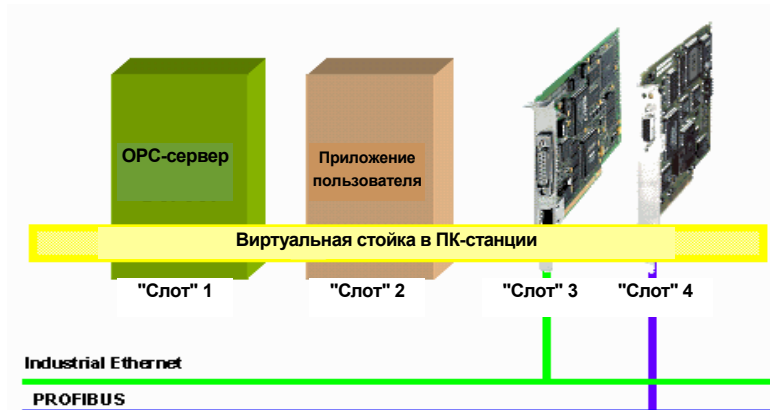 OPC-сервер
Приложение
пользователя
Виртуальная стойка в ПК-станции
"Слот" 1
"Слот" 2
"Слот" 3
"Слот" 4
Industrial Ethernet
PROFIBUS